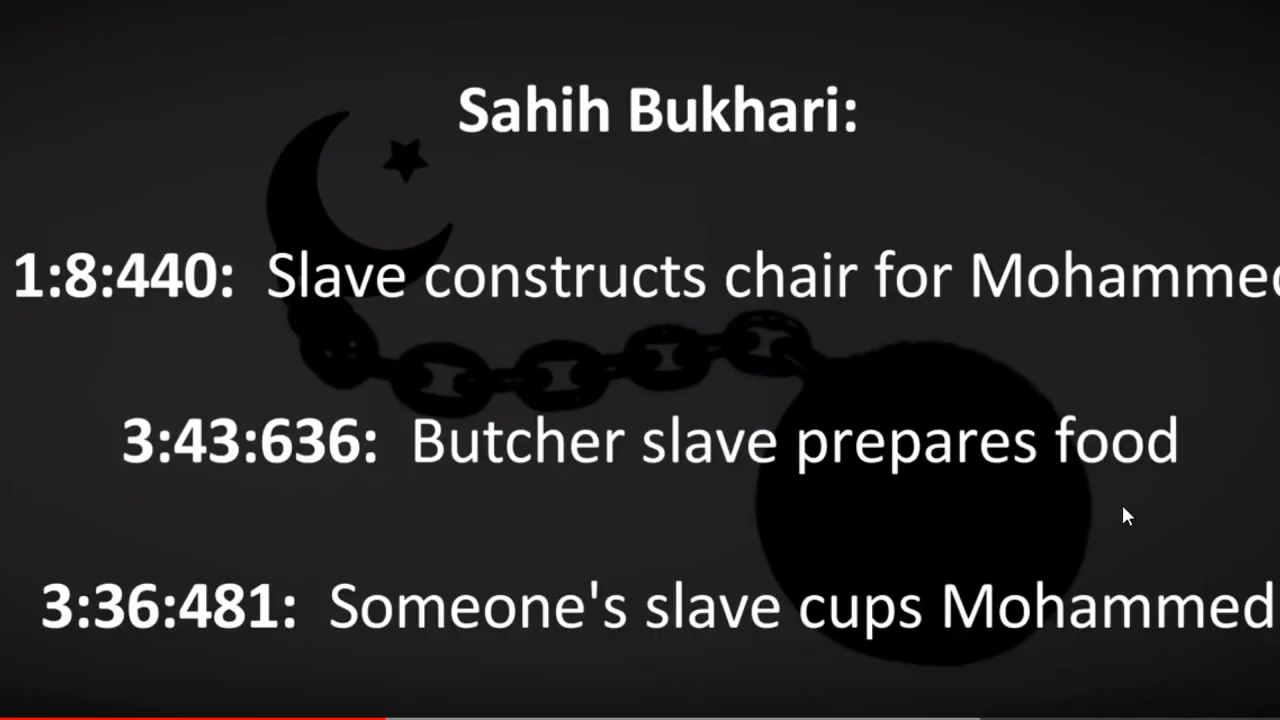 Sahih Bukhari:
1:8:440: Slave constructs chair for Mohammed
3:43:636: Butcher slave prepares food
3:36:481: Someone's slave cups Mohammed